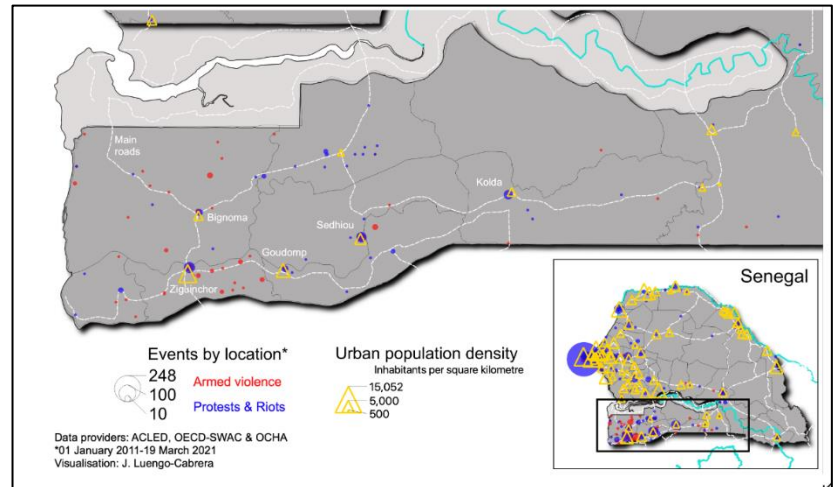 Main
roads
Bignoma
Kolda
Sedhiou
Goudomp
Ziguinchor
Senegal
Events by location*
248
100
10
Armed violence
Protests & Riots
Urban population density
Inhabitants per square kilometre
15,052
5,000
500
Data providers: ACLED, OECD-SWAC & OCHA
*01 January 2011-19 March 2021
Visualisation: J. Luengo-Cabrera